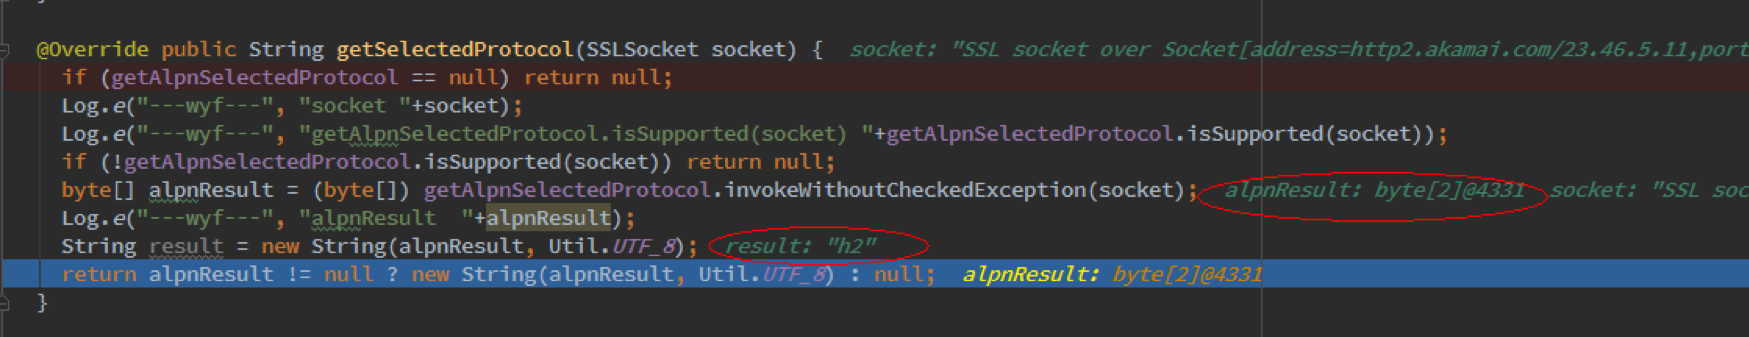 @Override public String getSelectedProtocol(SSLSocket socket) {  socket: "SSL socket over Socket[address=http2.akamai.com/23.46.5.11,port
if (getAlpnSelectedProtocol == null) return null;
Log.e("---wyf---", "socket "+socket);
Log.e("---wyf---", "getAlpnSelectedProtocol.isSupported(socket) "+getAlpnSelectedProtocol.isSupported(socket));
if (!getAlpnSelectedProtocol.isSupported(socket)) return null;
byte[] alpnResult = (byte[]) getAlpnSelectedProtocol.invokeWithoutCheckedException(socket);  alpnResult: byte[2]@4331  socket: "SSL soc
Log.e("---wyf---", "alpnResult  "+alpnResult);
String result = new String(alpnResult, Util.UTF_8);  result: "h2"
return alpnResult != null ? new String(alpnResult, Util.UTF_8) : null;  alpnResult: byte[2]@4331
}